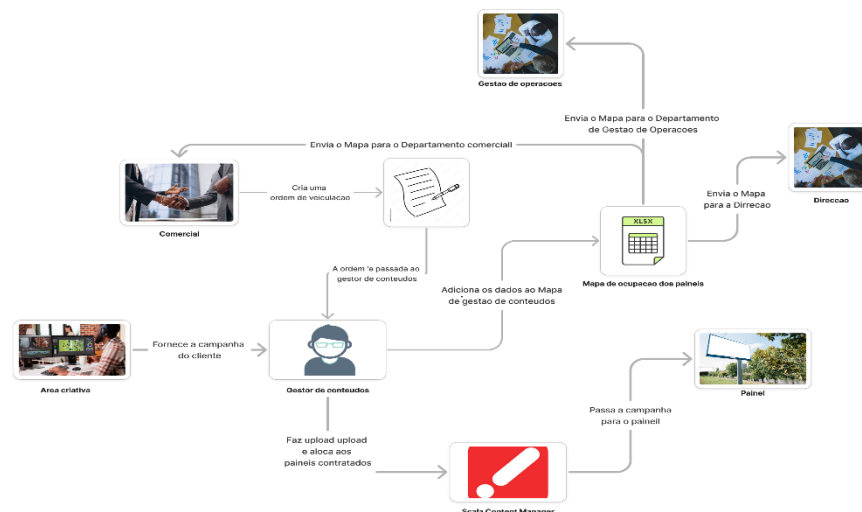 Gestao de operacoes
Envia o Mapa para o Departamento
de Gestao de Operacoes
Envia o Mapa para o Departamento comerciall
Cria uma
ordem de veiculacao
Comercial
Envia o Mapa
para a Dirrecao
Direccao
XLSX
Mapa de ocupacao dos paineis
A ordem 'e passada ao
gestor de conteudos
Adiciona os dados ao Mapa
de gestao de conteudos
Fornece a campanha
do cliente
Area criativa
Gestor de conteudos
Painel
Passa a campanha
para o paineil
Faz upload upload
e aloca aos
paineis contratados
Scala Content Manager